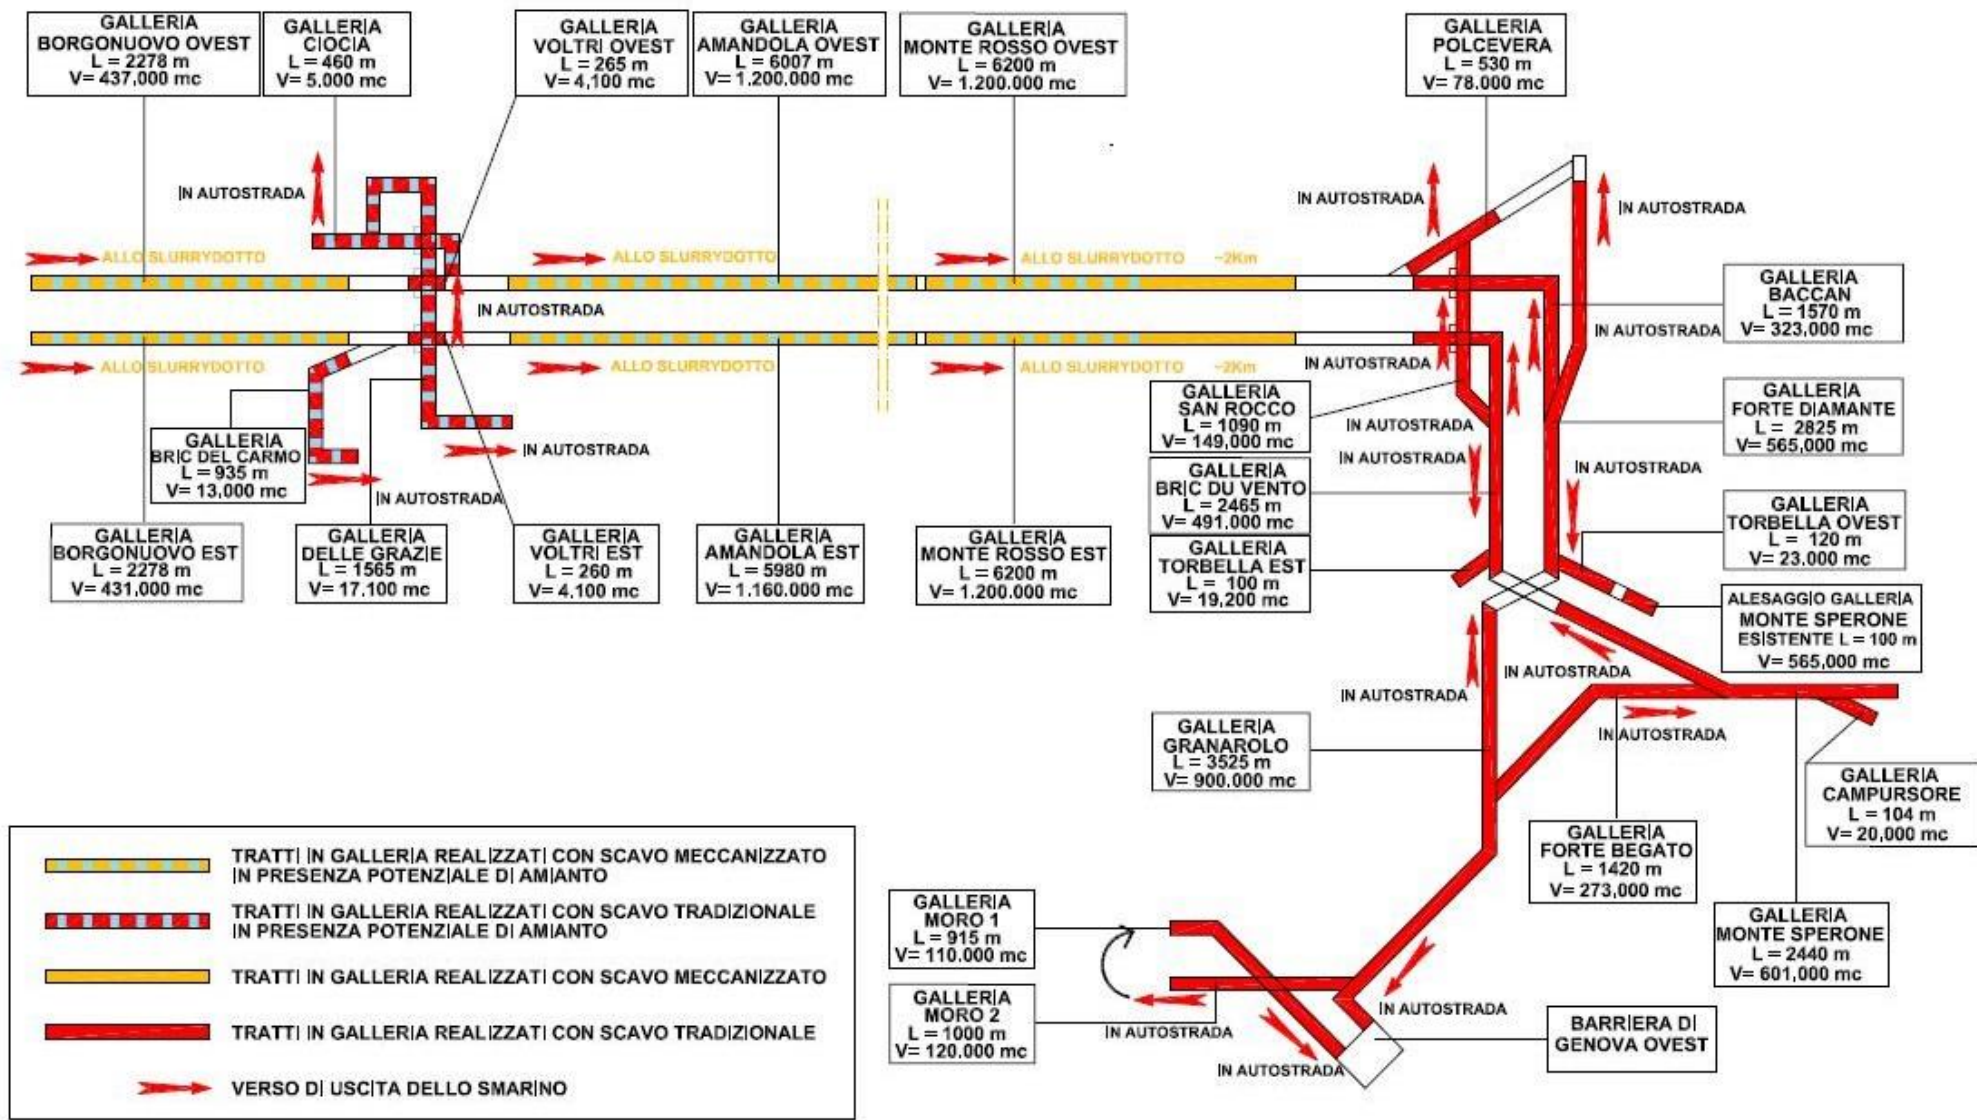 GALLERIA
BORGONUOVO OVEST
L = 2278 m
V= 437,000 mc
GALLERIA
CIOCIA
L = 460 m
V= 5.000 mc
GALLERIA
VOLTRI OVEST
L = 265 m
V= 4,100 mc
GALLERIA
AMANDOLA OVEST
L = 6007 m
V= 1.200.000 mc
GALLERIA
MONTE ROSSO OVEST
L = 6200 m
V= 1.200.000 mc
GALLERIA
POLCEVERA
L = 530 m
V= 78.000 mc
IN AUTOSTRADA
IN AUTOSTRADA
IN AUTOSTRADA
ALLO SLURRYDOTTO
ALLO SLURRYDOTTO
ALLO SLURRYDOTTO ~2Km
IN AUTOSTRADA
GALLERIA
BACCAN
L = 1570 m
V= 323,000 mc
IN AUTOSTRADA
ALLO SLURRYDOTTO
ALLO SLURRYDOTTO
ALLO SLURRYDOTTO ~2Km
IN AUTOSTRADA
GALLERIA
SAN ROCCO
L = 1090 m
V= 149,000 mc
IN AUTOSTRADA
GALLERIA
FORTE DIAMANTE
L = 2825 m
V= 565,000 mc
GALLERIA
BRIC DEL CARMO
L = 935 m
V= 13,000 mc
IN AUTOSTRADA
IN AUTOSTRADA
GALLERIA
BRIC DU VENTO
L = 2465 m
V= 491.000 mc
IN AUTOSTRADA
IN AUTOSTRADA
GALLERIA
BORGONUOVO EST
L = 2278 m
V= 431,000 mc
GALLERIA
DELLE GRAZIE
L = 1565 m
V= 17.100 mc
GALLERIA
VOLTRI EST
L = 260 m
V= 4.100 mc
GALLERIA
AMANDOLA EST
L = 5980 m
V= 1.160.000 mc
GALLERIA
MONTE ROSSO EST
L = 6200 m
V= 1.200.000 mc
GALLERIA
TORBELLA EST
L = 100 m
V= 19,200 mc
GALLERIA
TORBELLA OVEST
L = 120 m
V= 23.000 mc
ALESAGGIO GALLERIA
MONTE SPERONE
ESISTENTE L = 100 m
V= 565,000 mc
IN AUTOSTRADA
IN AUTOSTRADA
GALLERIA
GRANAROLO
L = 3525 m
V= 900.000 mc
IN AUTOSTRADA
GALLERIA
CAMPURSORE
L = 104 m
V= 20,000 mc
GALLERIA
FORTE BEGATO
L = 1420 m
V= 273,000 mc
GALLERIA
MONTE SPERONE
L = 2440 m
V= 601,000 mc
GALLERIA
MORO 1
L = 915 m
V= 110.000 mc
GALLERIA
MORO 2
L = 1000 m
V= 120.000 mc
IN AUTOSTRADA
IN AUTOSTRADA
IN AUTOSTRADA
BARRIERA DI
GENOVA OVEST
TRATTI IN GALLERIA REALIZZATI CON SCAVO MECCANIZZATO
IN PRESENZA POTENZIALE DI AMIANTO
TRATTI IN GALLERIA REALIZZATI CON SCAVO TRADIZIONALE
IN PRESENZA POTENZIALE DI AMIANTO
TRATTI IN GALLERIA REALIZZATI CON SCAVO MECCANIZZATO
TRATTI IN GALLERIA REALIZZATI CON SCAVO TRADIZIONALE
VERSO DI USCITA DELLO SMARINO